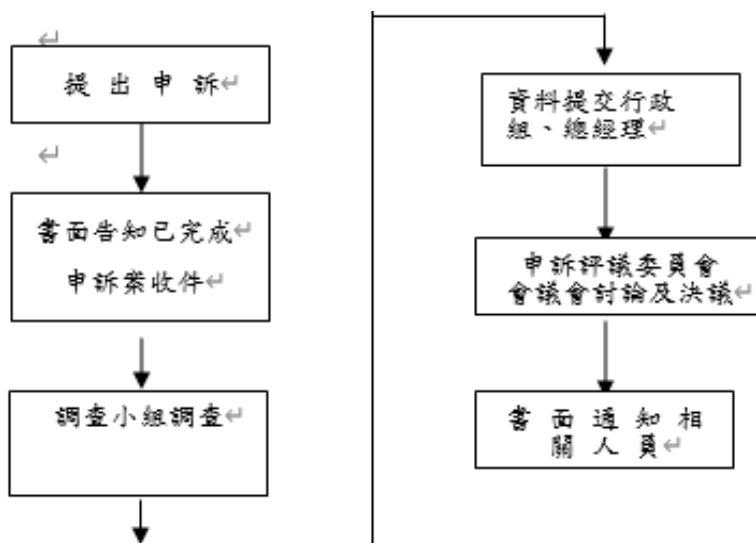 提出申訴
書面告知已完成
申訴案收件
調查小組調查
資料提交行政
組、總經理
申訴評議委員會
會議會討論及決議
書面通知相
關人員